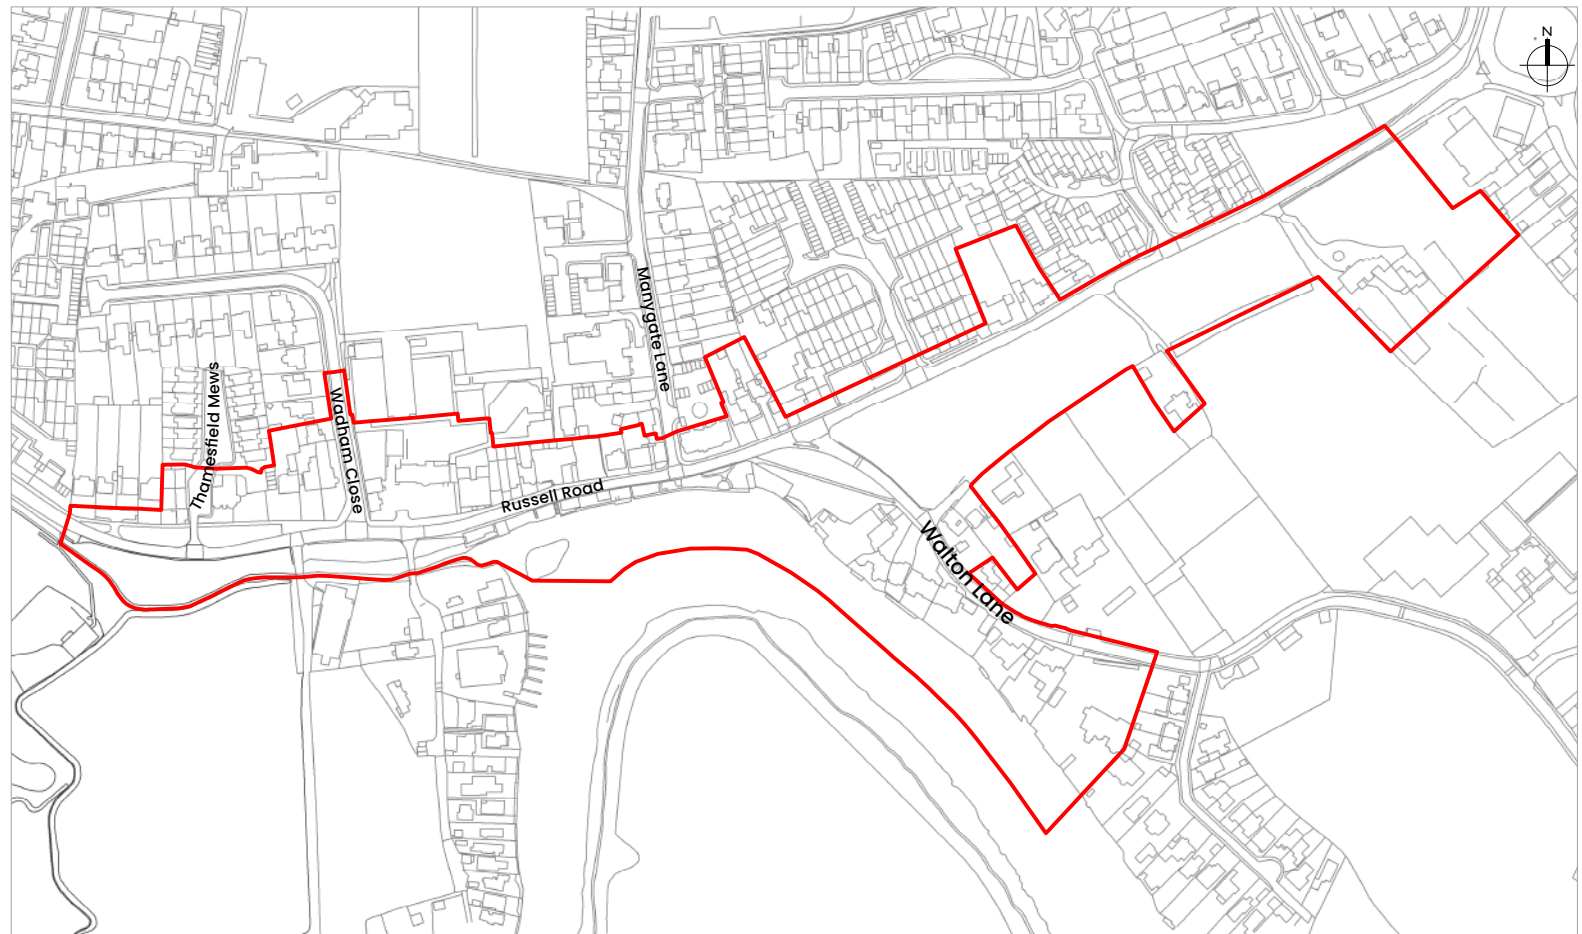 N
Manygate Lane
Thamesfield Mews
Wadham Close
Russell Road
Walton Lane